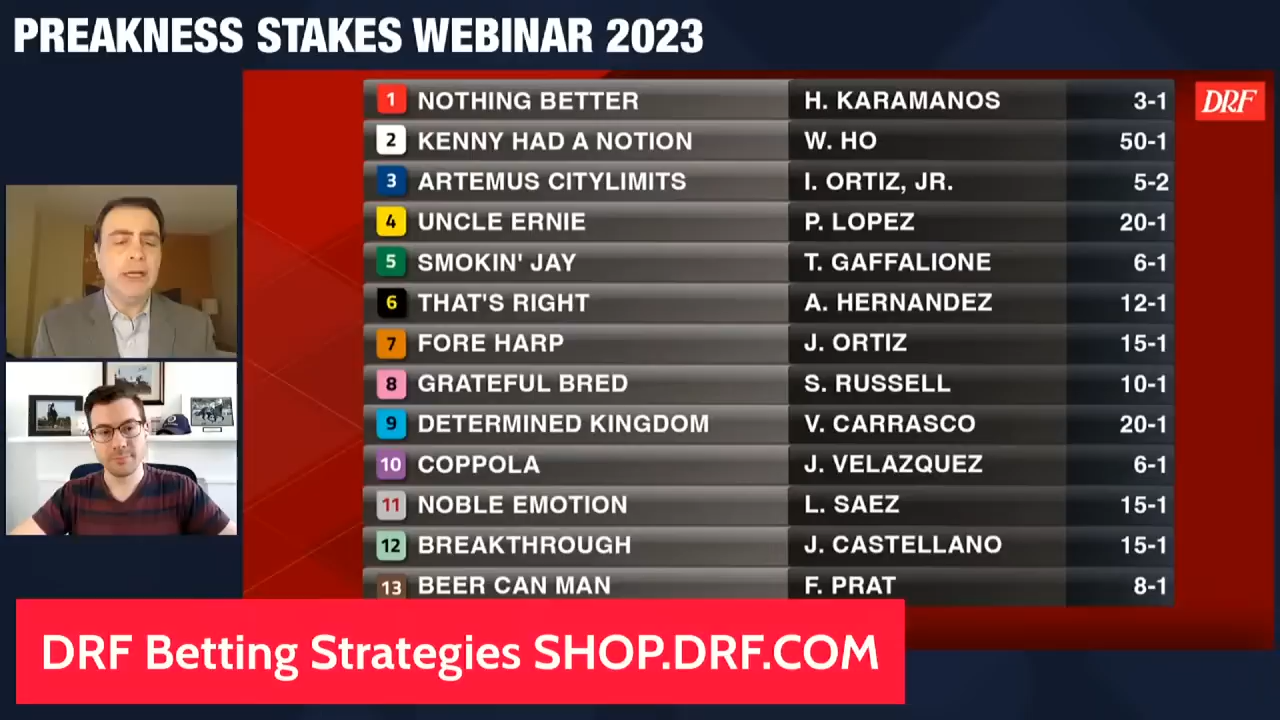 PREAKNESS STAKES WEBINAR 2023
1 NOTHING BETTER H. KARAMANOS 3-1
DRF
2 KENNY HAD A NOTION W. HO 50-1
3 ARTEMUS CITYLIMITS I. ORTIZ, JR. 5-2
4 UNCLE ERNIE P. LOPEZ 20-1
5 SMOKIN' JAY T. GAFFALIONE 6-1
6 THAT'S RIGHT A. HERNANDEZ 12-1
7 FORE HARP J. ORTIZ 15-1
8 GRATEFUL BRED S. RUSSELL 10-1
9 DETERMINED KINGDOM V. CARRASCO 20-1
10 COPPOLA J. VELAZQUEZ 6-1
11 NOBLE EMOTION L. SAEZ 15-1
12 BREAKTHROUGH J. CASTELLANO 15-1
13 BEER CAN MAN F. PRAT 8-1
DRF Betting Strategies SHOP.DRF.COM